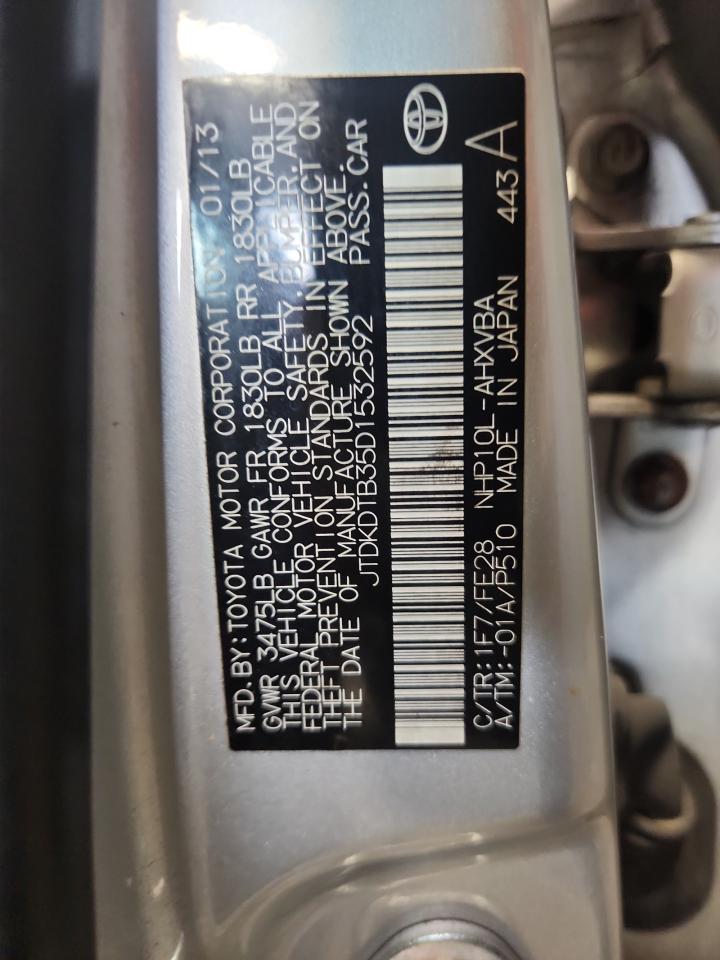 MFD.BY:TOYOTA MOTOR CORPORATION 01/13
GVWR 3475LB GAWR FR 1830LB RR 1830LB
THIS VEHICLE CONFORMS TO ALL APPLICABLE
FEDERAL MOTOR VEHICLE SAFETY,BUMPER,AND
THEFT PREVENTION STANDARDS IN EFFECT ON
THE DATE OF MANUFACTURE SHOWN ABOVE.
JTDKDTB35D1532592 PASS.CAR
C/TR:1F7/FE28 NHP10L-AHXVBA 443A
A/TM:-01A/P510 MADE IN JAPAN